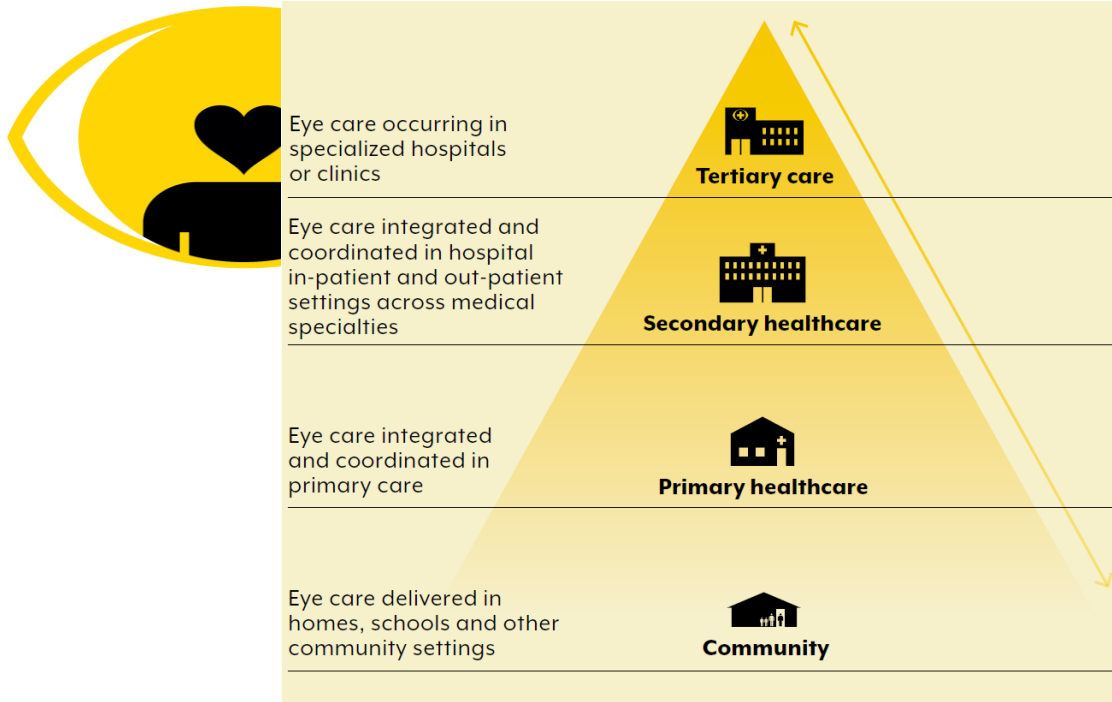 Eye care occurring in
specialized hospitals
or clinics
Tertiary care
Eye care integrated and
coordinated in hospital
in-patient and out-patient
settings across medical
specialties
Secondary healthcare
Eye care integrated
and coordinated in
primary care
Primary healthcare
Eye care delivered in
homes, schools and other
community settings
Community